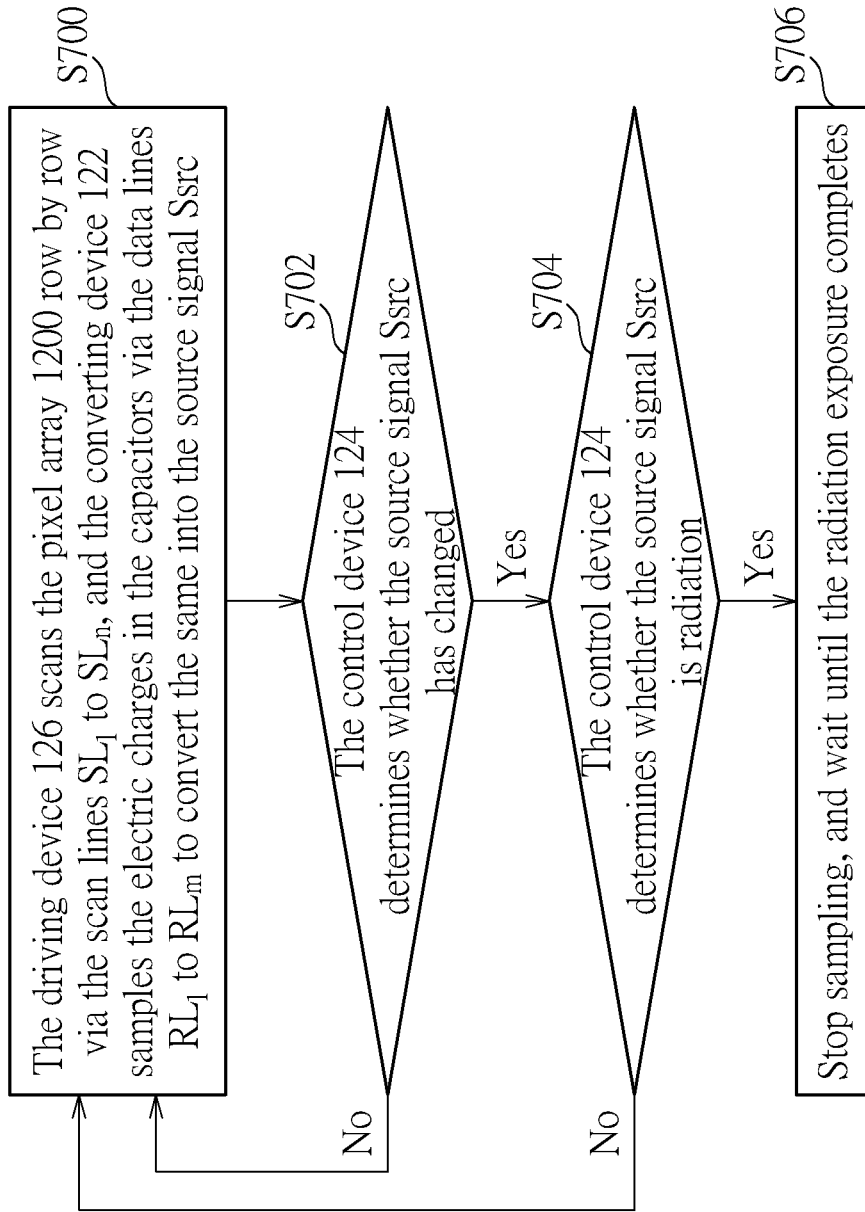 S700
The driving device 126 scans the pixel array 1200 row by row
via the scan lines SL₁ to SLₙ, and the converting device 122
samples the electric charges in the capacitors via the data lines
RL₁ to RLₘ to convert the same into the source signal Ssrc
S702
The control device 124
determines whether the source signal Ssrc
has changed
No
Yes
S704
The control device 124
determines whether the source signal Ssrc
is radiation
No
Yes
S706
Stop sampling, and wait until the radiation exposure completes